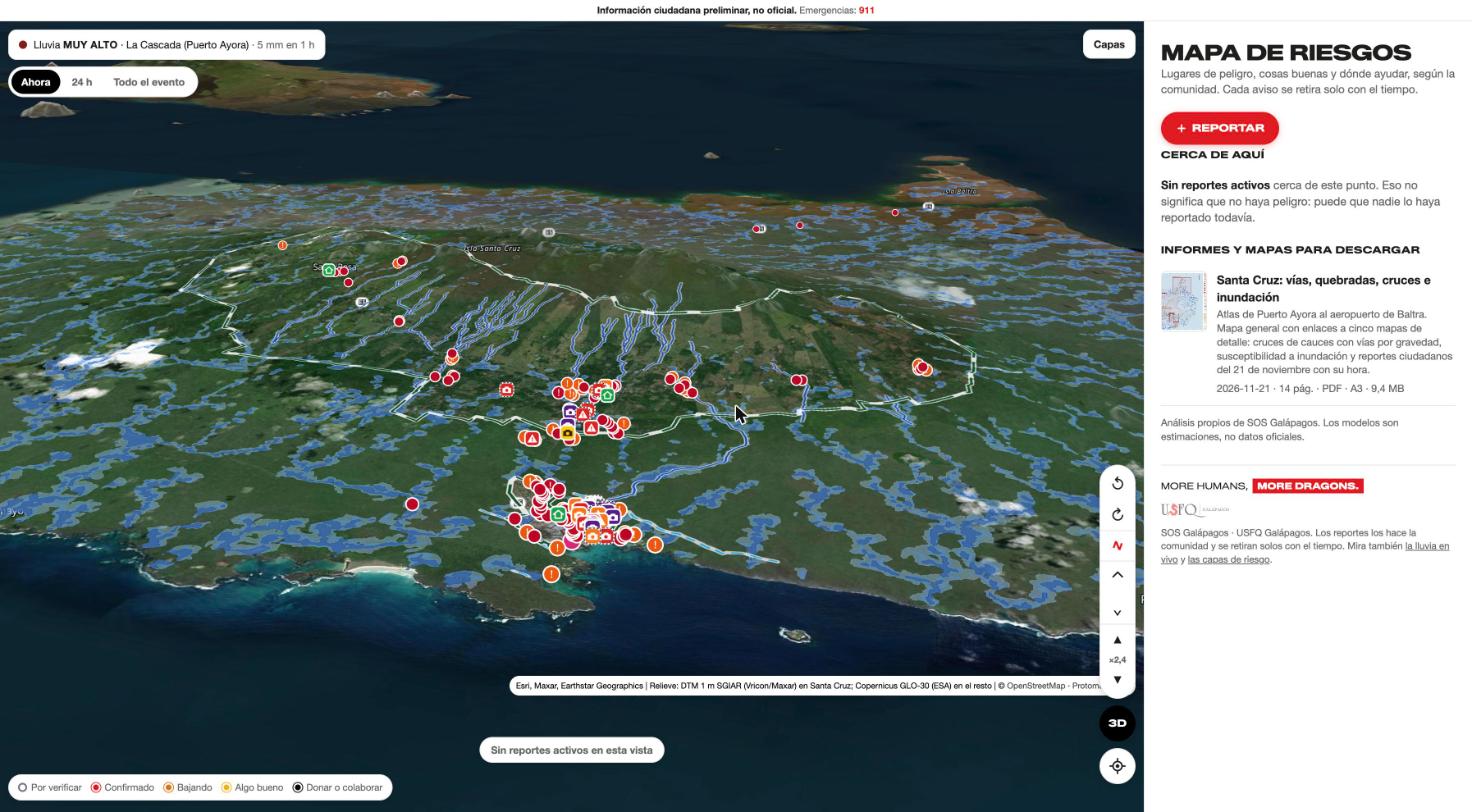 Información ciudadana preliminar, no oficial. Emergencias: 911
Lluvia MUY ALTO · La Cascada (Puerto Ayora) · 5 mm en 1 h
Capas
Ahora
24 h
Todo el evento
Isla Santa Cruz
Sin reportes activos en esta vista
Esri, Maxar, Earthstar Geographics | Relieve: DTM 1 m SGIAR (Vricon/Maxar) en Santa Cruz; Copernicus GLO-30 (ESA) en el resto | © OpenStreetMap ·
×2,4
3D
Por verificar
Confirmado
Bajando
Algo bueno
Donar o colaborar
MAPA DE RIESGOS
Lugares de peligro, cosas buenas y dónde ayudar, según la
comunidad. Cada aviso se retira solo con el tiempo.
+ REPORTAR
CERCA DE AQUÍ
Sin reportes activos cerca de este punto. Eso no
significa que no haya peligro: puede que nadie lo haya
reportado todavía.
INFORMES Y MAPAS PARA DESCARGAR
Santa Cruz: vías, quebradas, cruces e
inundación
Atlas de Puerto Ayora al aeropuerto de Baltra.
Mapa general con enlaces a cinco mapas de
detalle: cruces de cauces con vías por gravedad,
susceptibilidad a inundación y reportes ciudadanos
del 21 de noviembre con su hora.
2026-11-21 · 14 pág. · PDF · A3 · 9,4 MB
Análisis propios de SOS Galápagos. Los modelos son
estimaciones, no datos oficiales.
MORE HUMANS, MORE DRAGONS.
USFQ
SOS Galápagos · USFQ Galápagos. Los reportes los hace la
comunidad y se retiran solos con el tiempo. Mira también la lluvia en
vivo y las capas de riesgo.